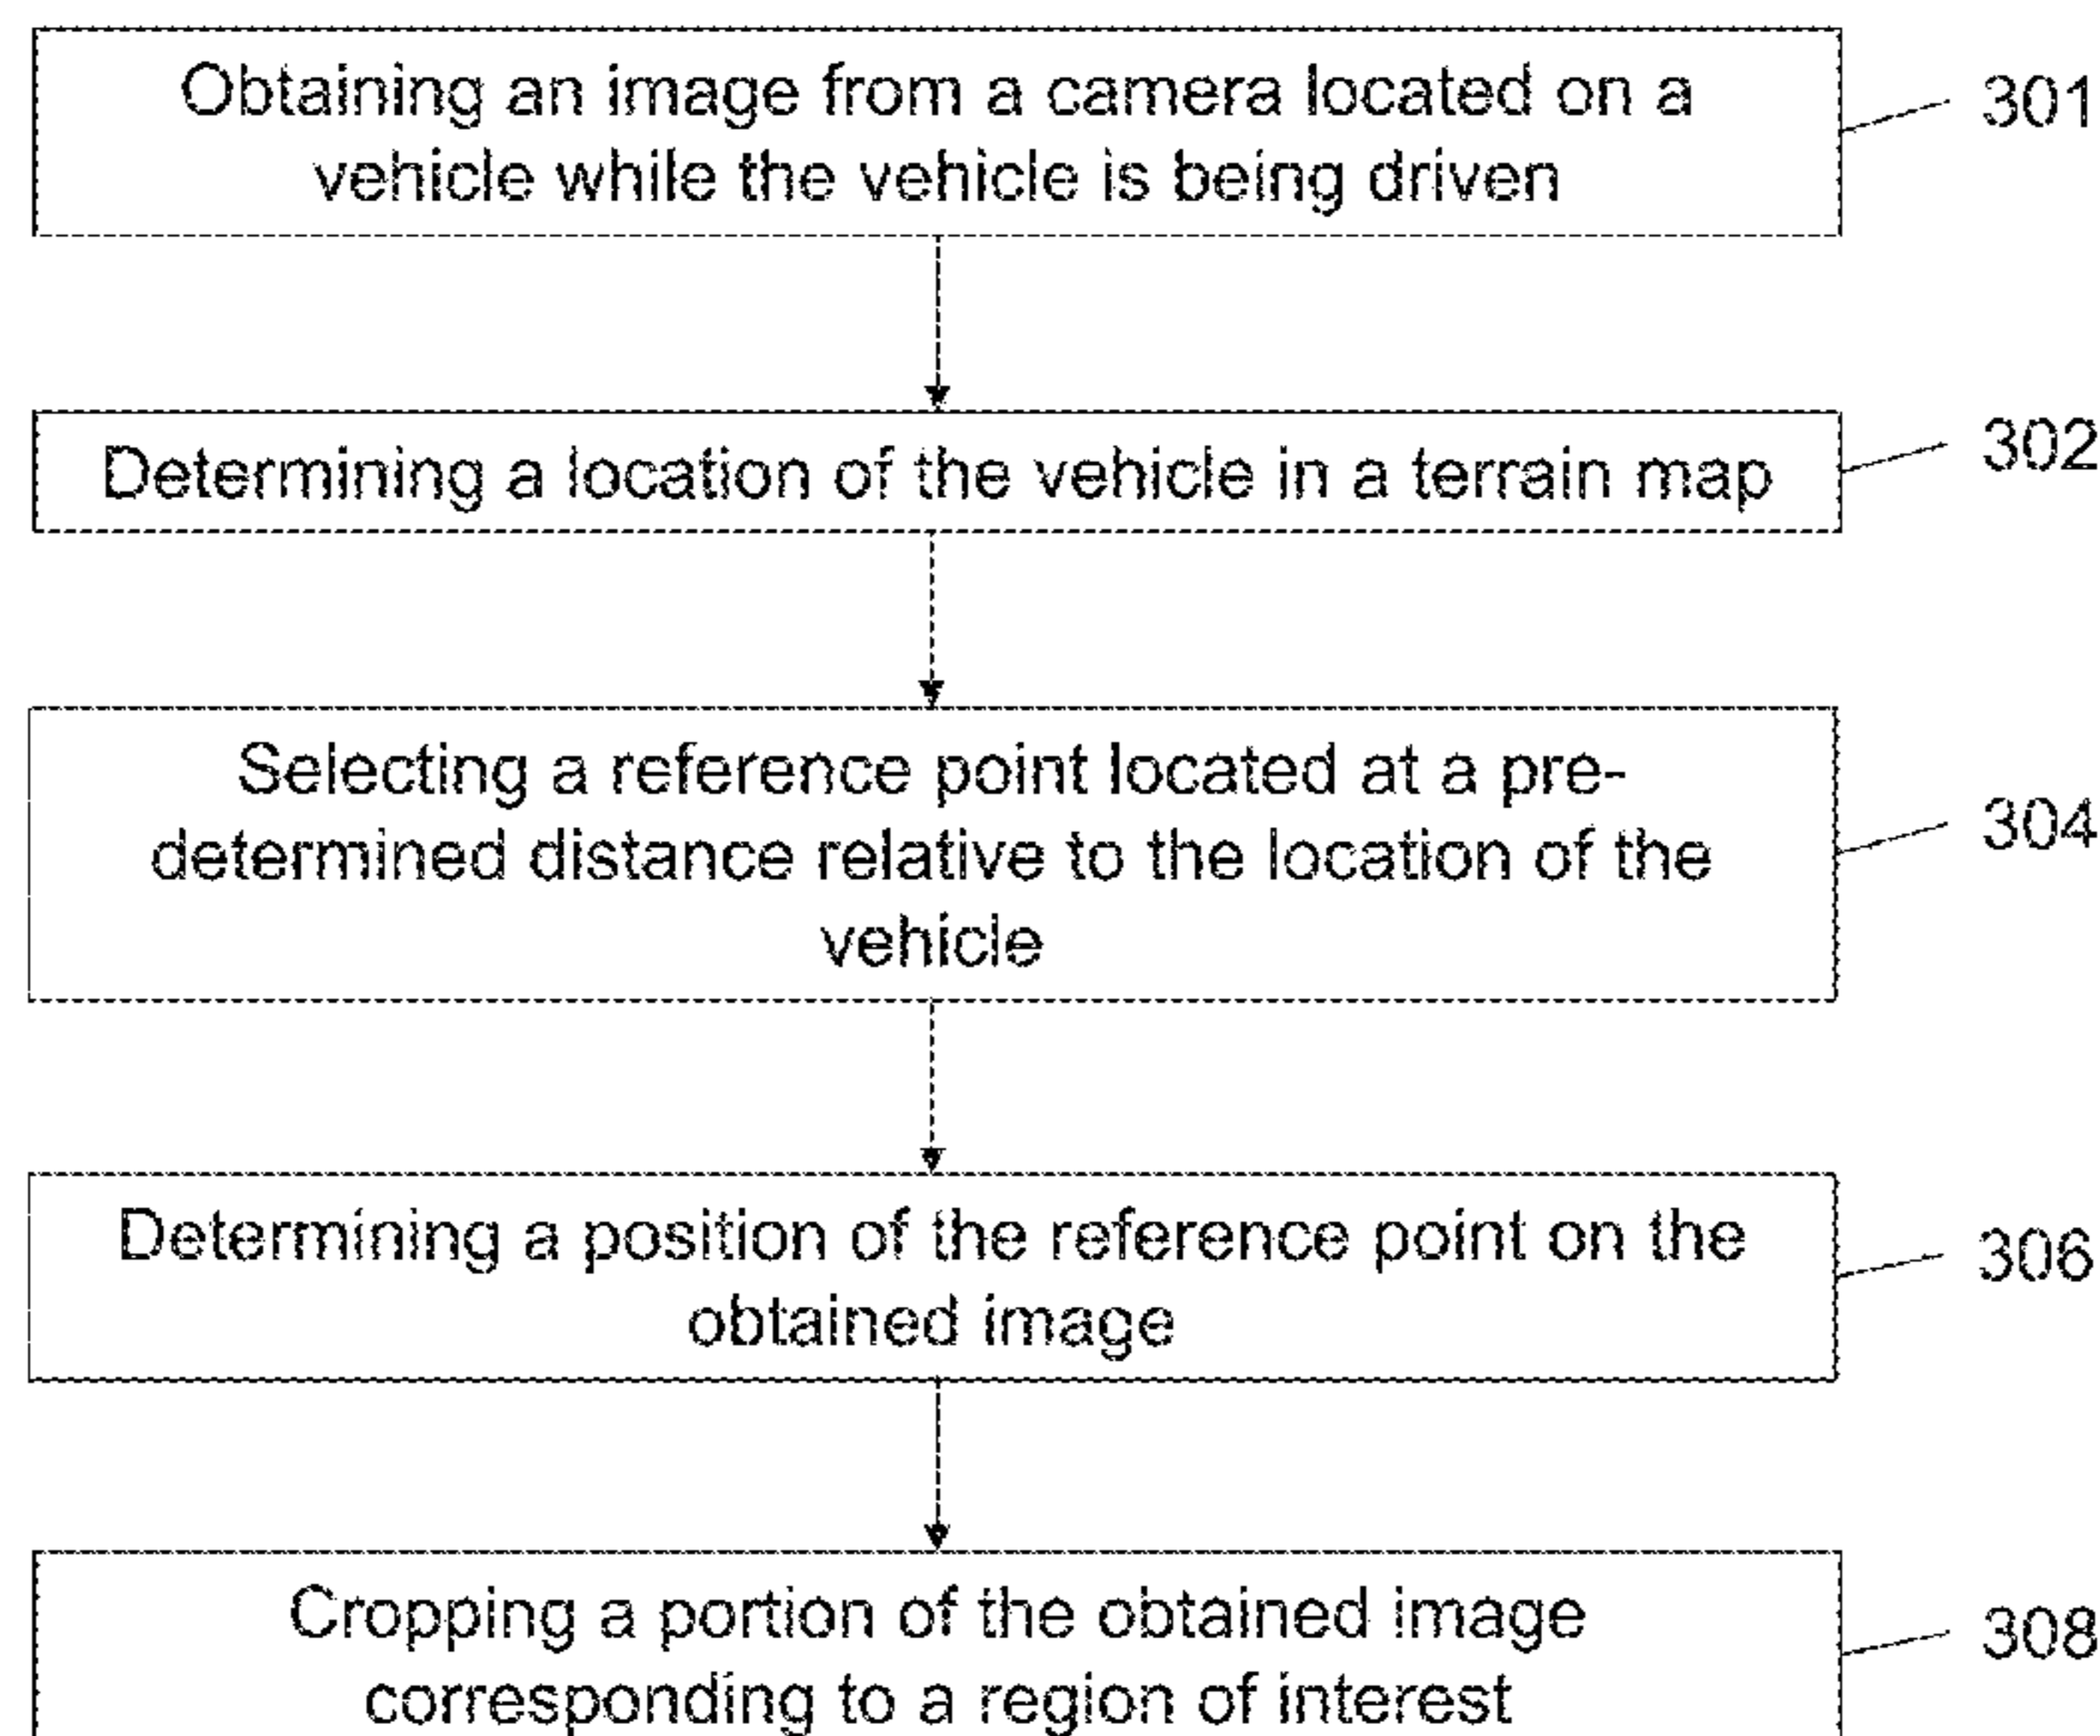 Obtaining an image from a camera located on a
vehicle while the vehicle is being driven
301
Determining a location of the vehicle in a terrain map
302
Selecting a reference point located at a pre-
determined distance relative to the location of the
vehicle
304
Determining a position of the reference point on the
obtained image
306
Cropping a portion of the obtained image
corresponding to a region of interest
308